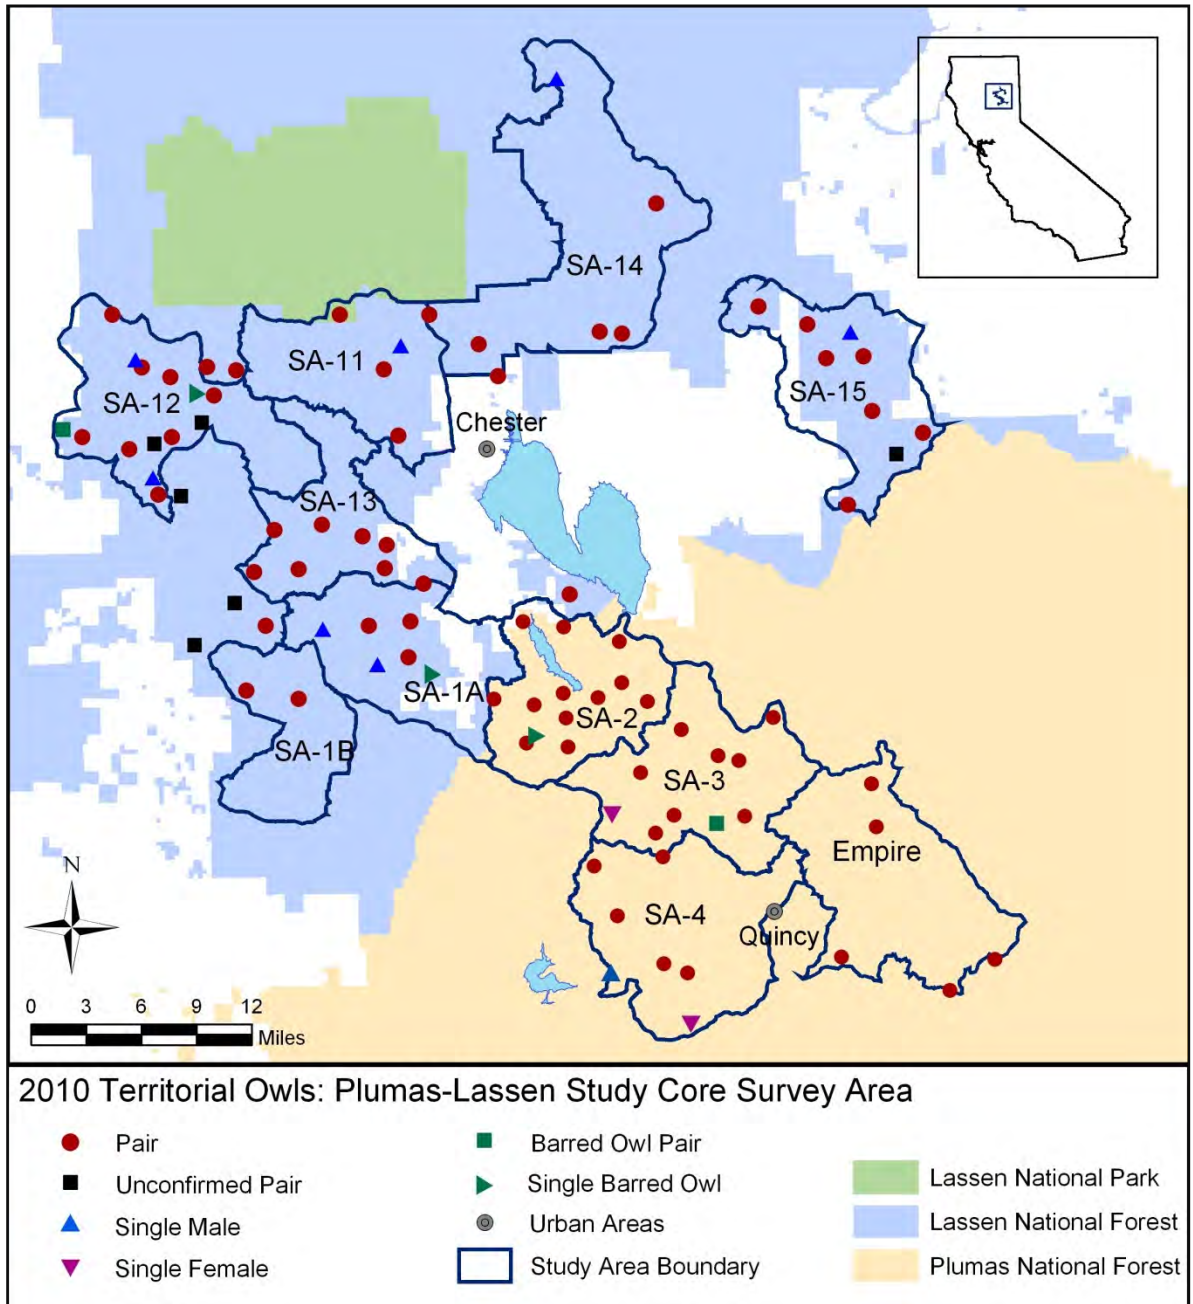 SA-14
SA-11
SA-15
SA-12
Chester
SA-13
SA-1A
SA-2
SA-1B
SA-3
Empire
N
SA-4
Quincy
0 3 6 9 12
Miles
2010 Territorial Owls: Plumas-Lassen Study Core Survey Area
Pair
Unconfirmed Pair
Single Male
Single Female
Barred Owl Pair
Single Barred Owl
Urban Areas
Study Area Boundary
Lassen National Park
Lassen National Forest
Plumas National Forest